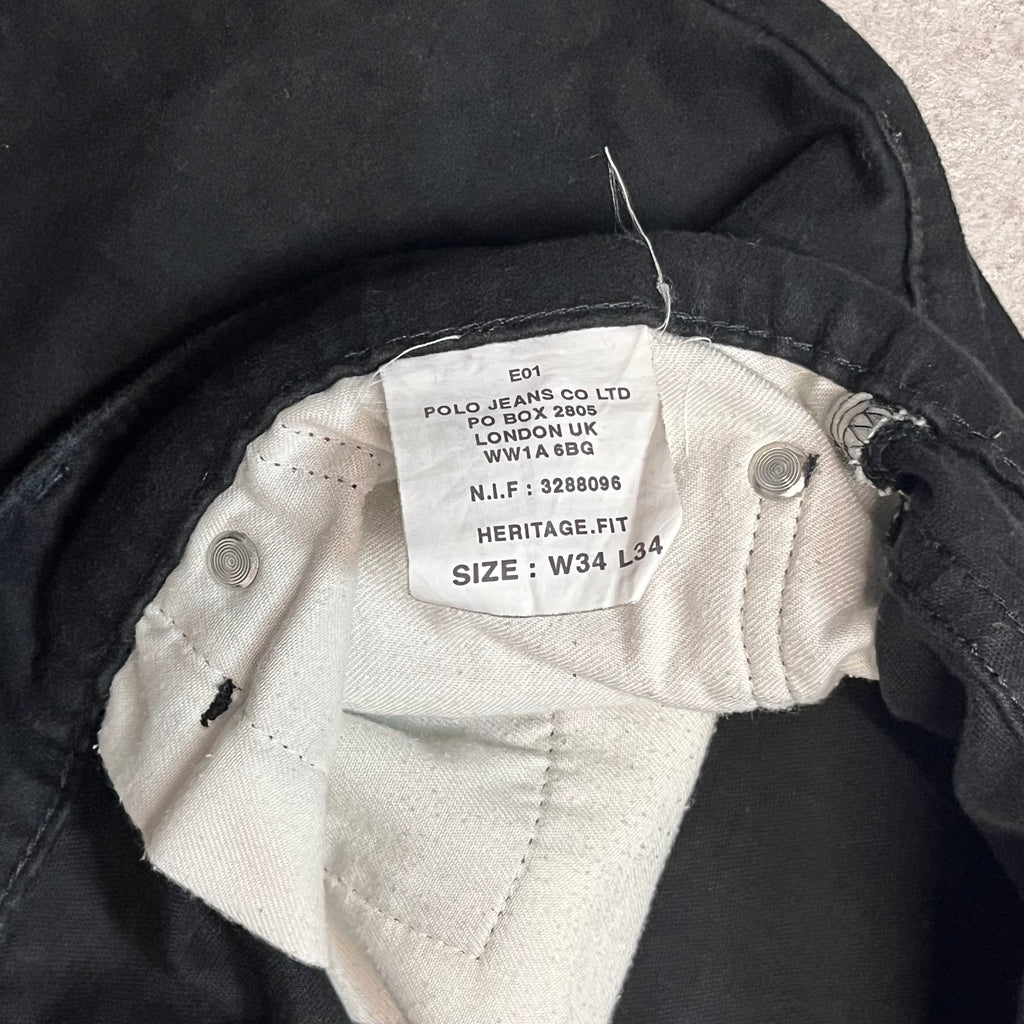 E01
POLO JEANS CO LTD
PO BOX 2805
LONDON UK
WW1A 6BG
N.I.F : 3288096
HERITAGE.FIT
SIZE : W34 L34